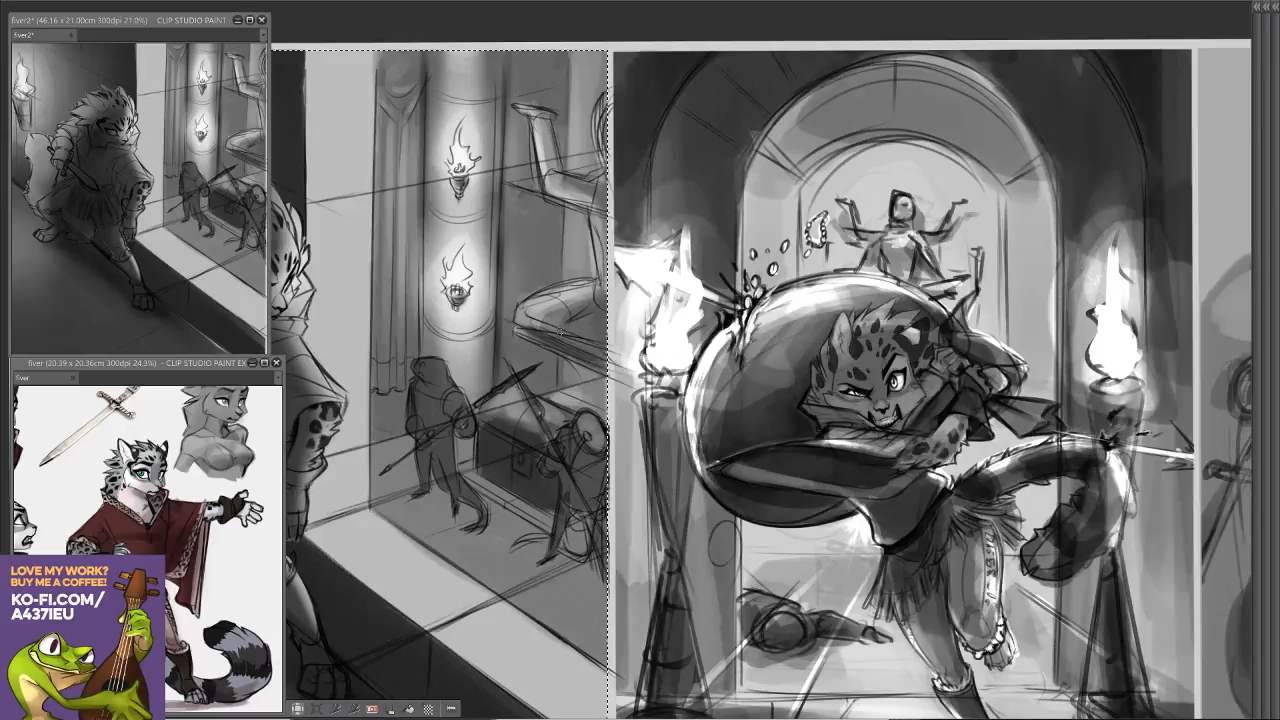 fiver2* (46.16 x 21.00cm 300dpi 21.0%) CLIP STUDIO PAINT
fiver2*
fiver (20.39 x 20.36cm 300dpi 24.3%) - CLIP STUDIO PAINT EX
fiver
LOVE MY WORK?
BUY ME A COFFEE!
KO-FI.COM/
A437IEU